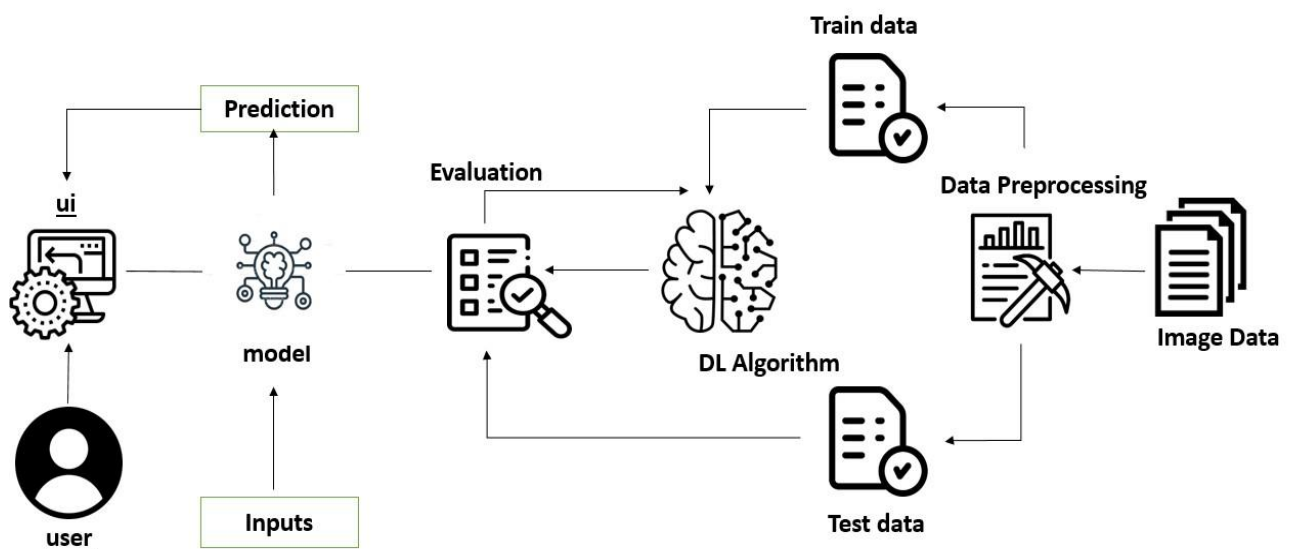 Train data
Prediction
Evaluation
Data Preprocessing
ui
Image Data
model
DL Algorithm
Inputs
Test data
user